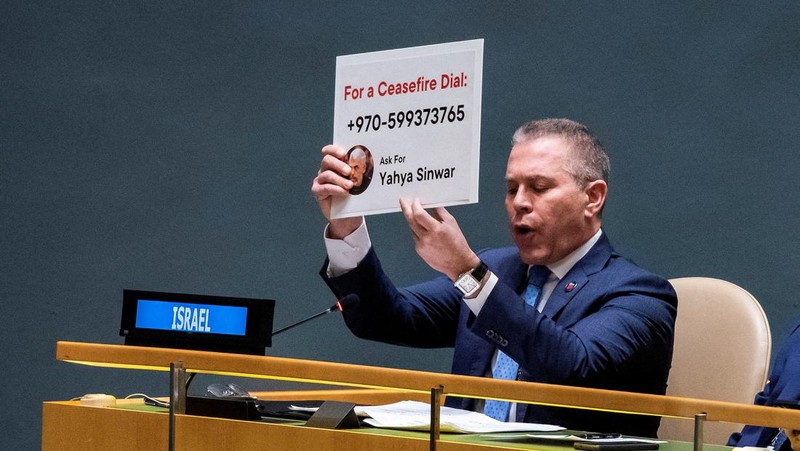 For a Ceasefire Dial:
+970-599373765
Ask For
Yahya Sinwar
ISRAEL